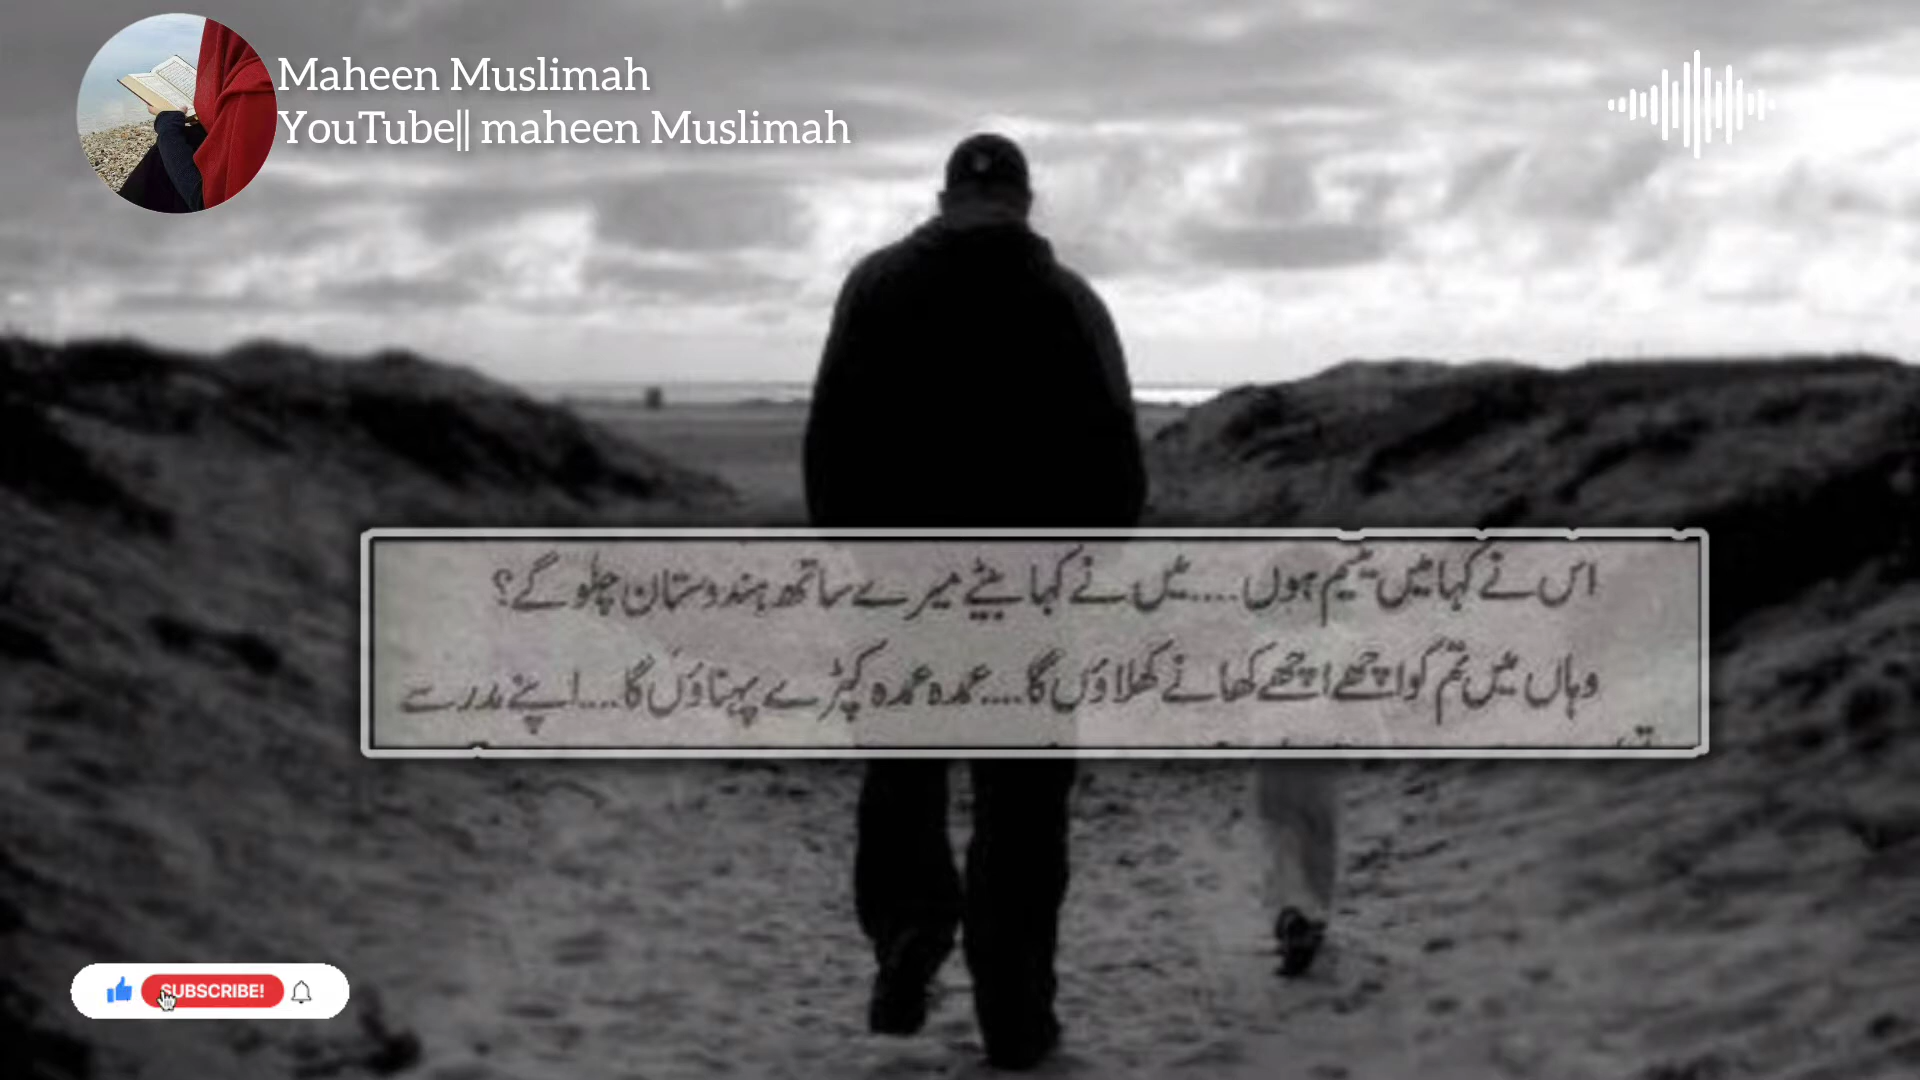 Maheen Muslimah
YouTube|| maheen Muslimah
اس نے کہا میں یتیم ہوں....میں نے کہا بیٹے میرے ساتھ ہندوستان چلو گے؟
وہاں میں تم کو اچھے اچھے کھانے کھلاؤں گا....عمدہ عمدہ کپڑے پہناؤں گا....اپنے مدرسے
SUBSCRIBE!